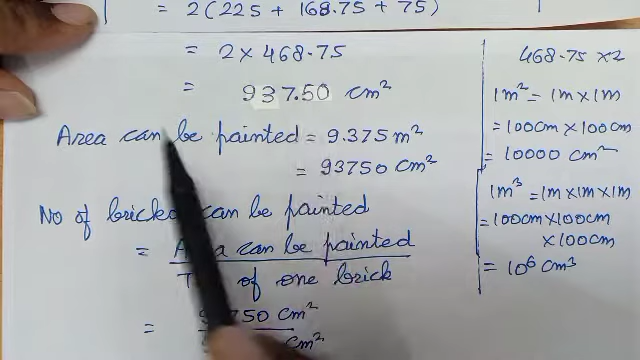 = 2(225 + 168.75 + 75)
= 2 × 468.75
= 937.50 cm²
Area can be painted = 9.375 m²
= 93750 cm²
No of bricks can be painted
= Area can be painted
of one brick
= 750 cm²
cm²
468.75 × 2
1m² = 1m × 1m
= 100cm × 100cm
= 10000 cm²
1m³ = 1m × 1m × 1m
= 100cm × 100cm
× 100cm
= 10⁶ cm³